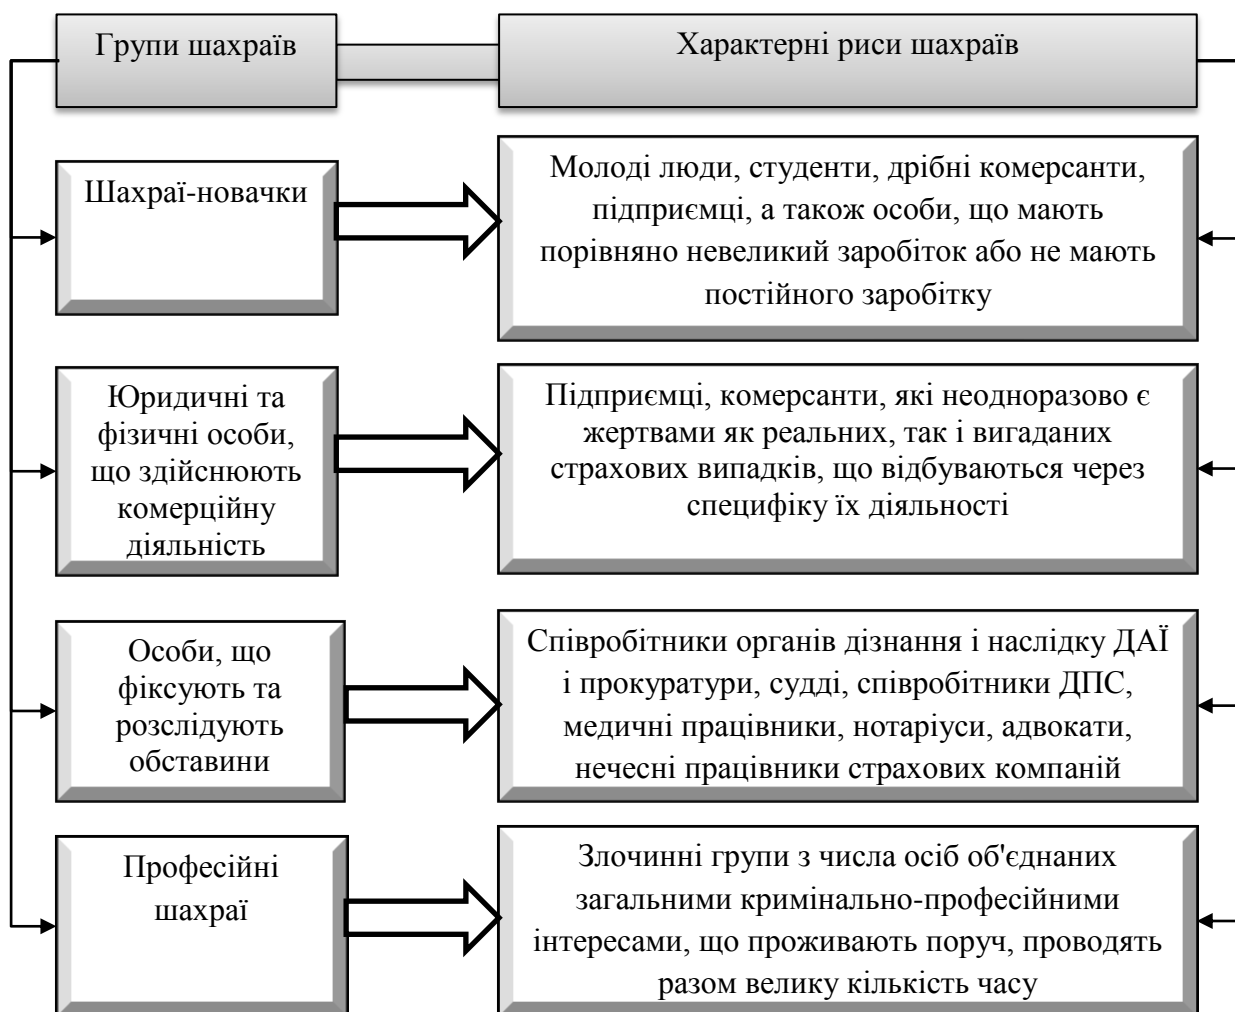 Групи шахраїв
Характерні риси шахраїв
Шахраї-новачки
Молоді люди, студенти, дрібні комерсанти,
підприємці, а також особи, що мають
порівняно невеликий заробіток або не мають
постійного заробітку
Юридичні та
фізичні особи,
що здійснюють
комерційну
діяльність
Підприємці, комерсанти, які неодноразово є
жертвами як реальних, так і вигаданих
страхових випадків, що відбуваються через
специфіку їх діяльності
Особи, що
фіксують та
розслідують
обставини
Співробітники органів дізнання і наслідку ДАЇ
і прокуратури, судді, співробітники ДПС,
медичні працівники, нотаріуси, адвокати,
нечесні працівники страхових компаній
Професійні
шахраї
Злочинні групи з числа осіб об'єднаних
загальними кримінально-професійними
інтересами, що проживають поруч, проводять
разом велику кількість часу